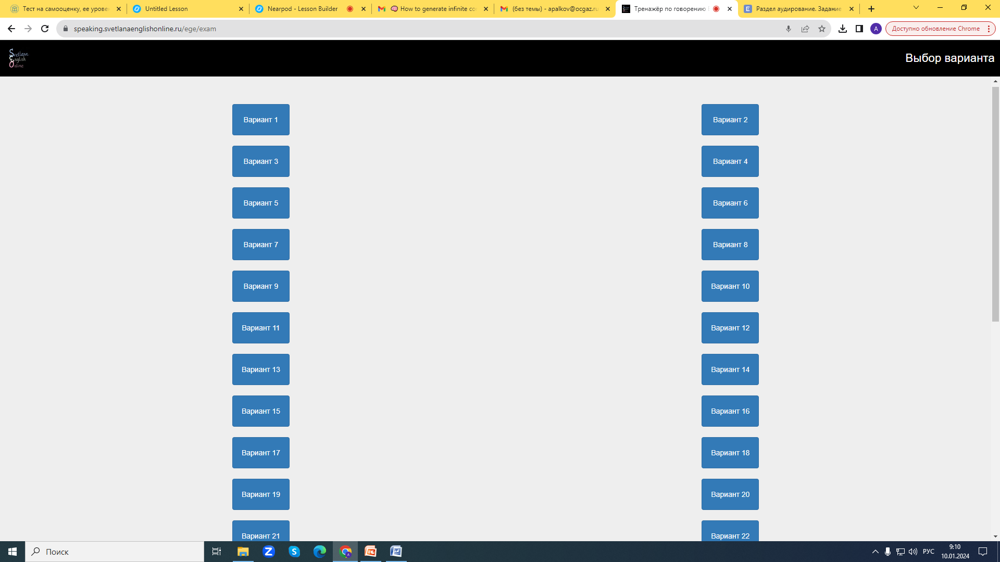 Тест на самооценку, ее уровe
Untitled Lesson
Nearpod - Lesson Builder
How to generate infinite co
(без темы) - apalkov@ocgaz.ru
Тренажёр по говорению
Раздел аудирование. Задание
speaking.svetlanaenglishonline.ru/ege/exam
A
Доступно обновление Chrome
Svetlana
English
Online
Выбор варианта
Вариант 1
Вариант 2
Вариант 3
Вариант 4
Вариант 5
Вариант 6
Вариант 7
Вариант 8
Вариант 9
Вариант 10
Вариант 11
Вариант 12
Вариант 13
Вариант 14
Вариант 15
Вариант 16
Вариант 17
Вариант 18
Вариант 19
Вариант 20
Вариант 21
Вариант 22
Поиск
РУС
9:10
10.01.2024